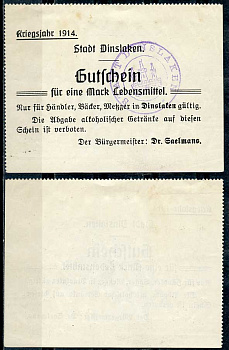 Kriegsjahr 1914.
Stadt Dinslaken.
Gutschein
für eine Mark Lebensmittel.
Nur für Händler, Bäcker, Metzger in Dinslaken gültig.
Die Abgabe alkoholischer Getränke auf diesen
Schein ist verboten.
Der Bürgermeister: Dr. Saelmans.